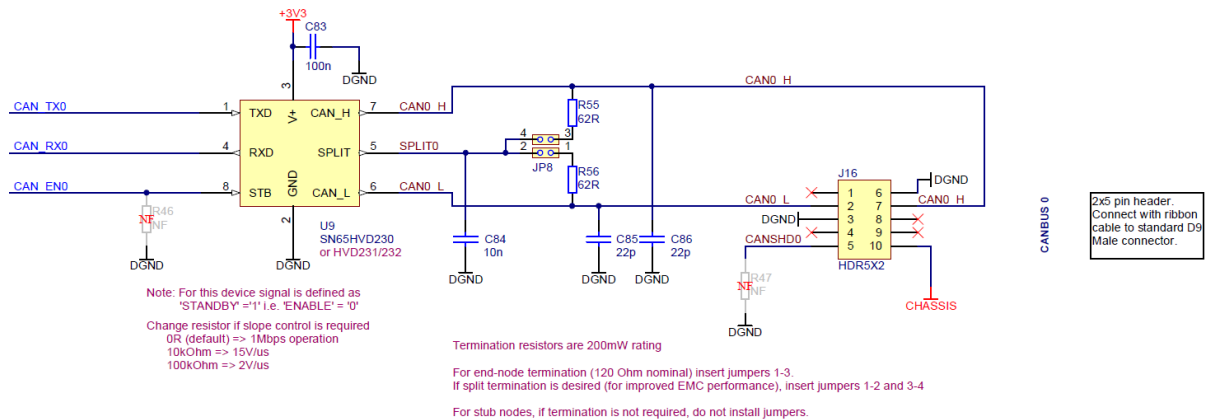 +3V3
C83
100n
DGND
3
CAN_TX0
1
TXD
V+
CAN_H
7
CAN0_H
CAN0_H
CAN_RX0
4
RXD
SPLIT
5
SPLIT0
CAN_EN0
8
STB
GND
CAN_L
6
CAN0_L
2
R46
NF
NF
DGND
DGND
U9
SN65HVD230
or HVD231/232
R55
62R
4
3
2
1
JP8
R56
62R
C84
10n
DGND
C85
22p
DGND
C86
22p
DGND
J16
CAN0_L
DGND
CANSHD0
1
2
3
4
5
6
7
8
9
10
DGND
CAN0_H
HDR5X2
R47
NF
NF
DGND
CHASSIS
CANBUS 0
2x5 pin header.
Connect with ribbon
cable to standard D9
Male connector.
Note: For this device signal is defined as
'STANDBY' ='1' i.e. 'ENABLE' = '0'
Change resistor if slope control is required
0R (default) => 1Mbps operation
10kOhm => 15V/us
100kOhm => 2V/us
Termination resistors are 200mW rating
For end-node termination (120 Ohm nominal) insert jumpers 1-3.
If split termination is desired (for improved EMC performance), insert jumpers 1-2 and 3-4
For stub nodes, if termination is not required, do not install jumpers.